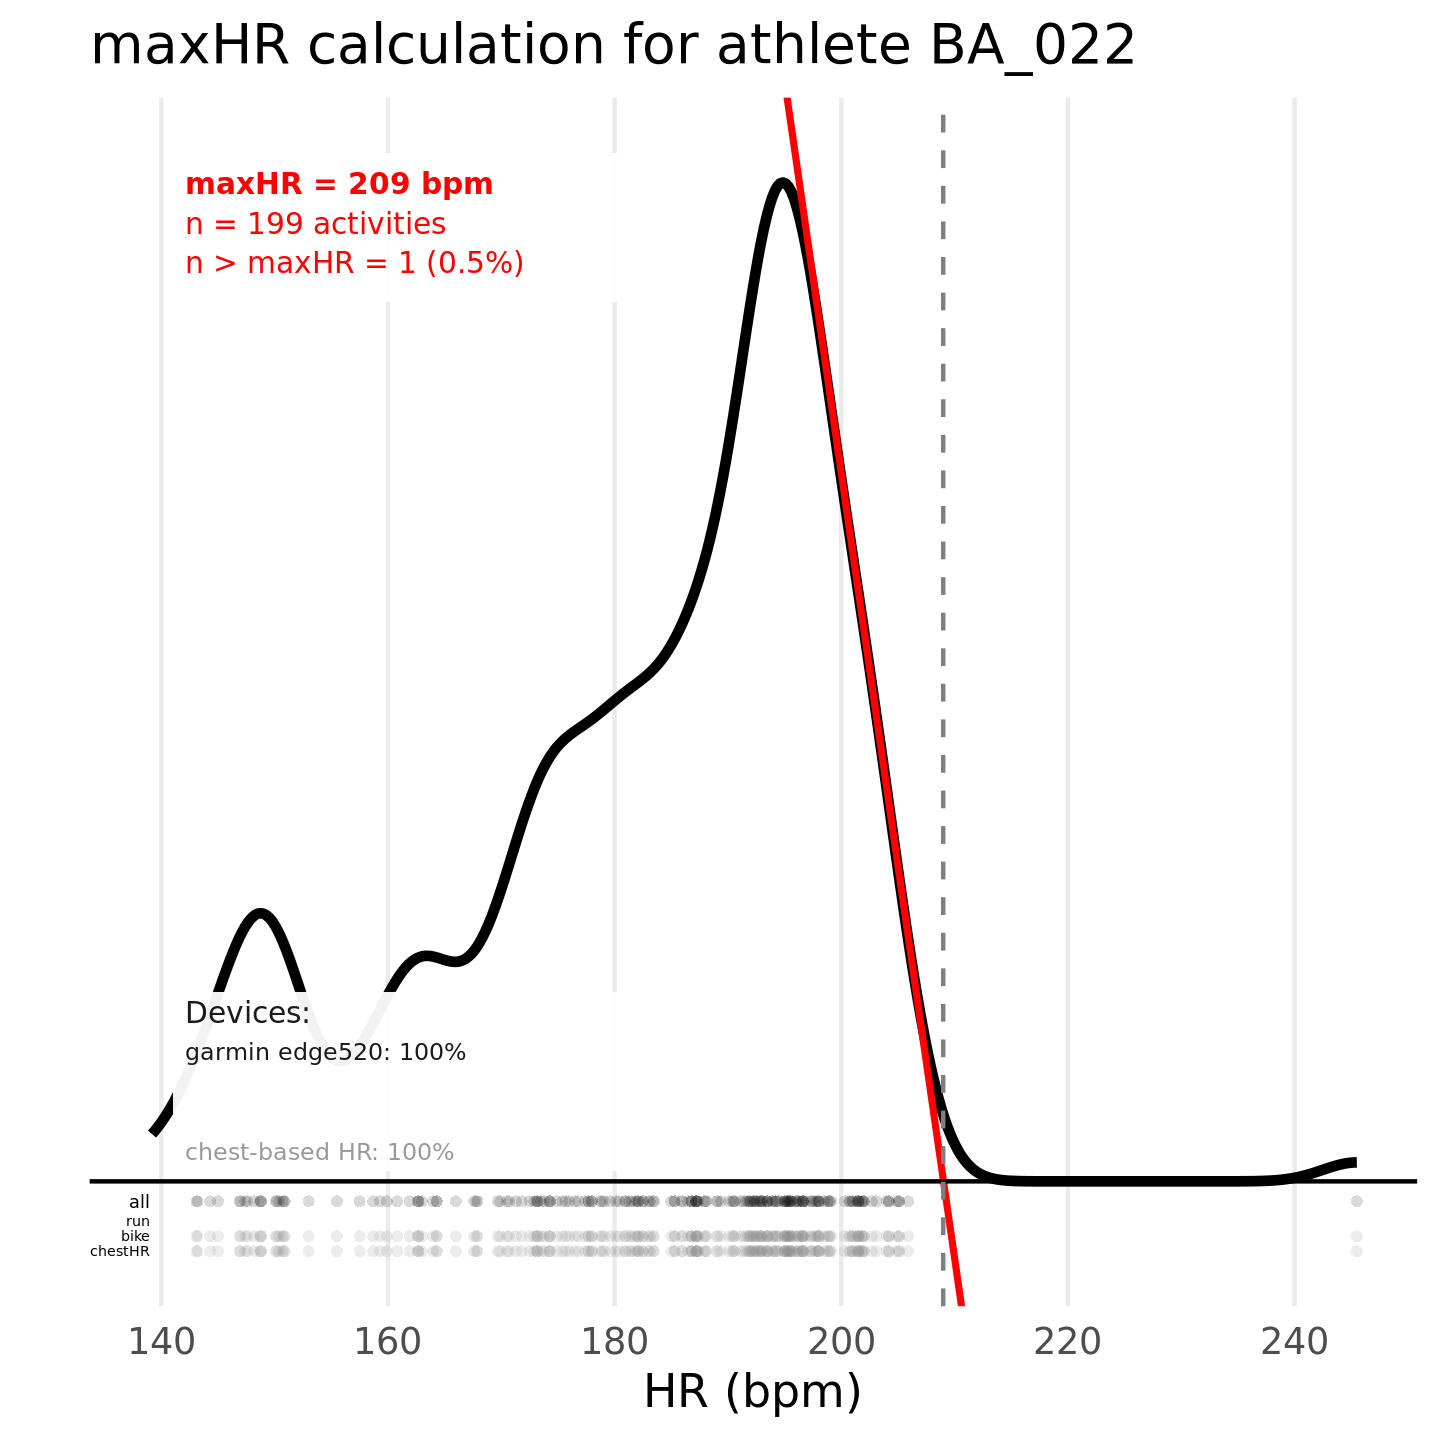 maxHR calculation for athlete BA_022
maxHR = 209 bpm
n = 199 activities
n > maxHR = 1 (0.5%)
Devices:
garmin edge520: 100%
chest-based HR: 100%
all
run
bike
chestHR
140 160 180 200 220 240
HR (bpm)